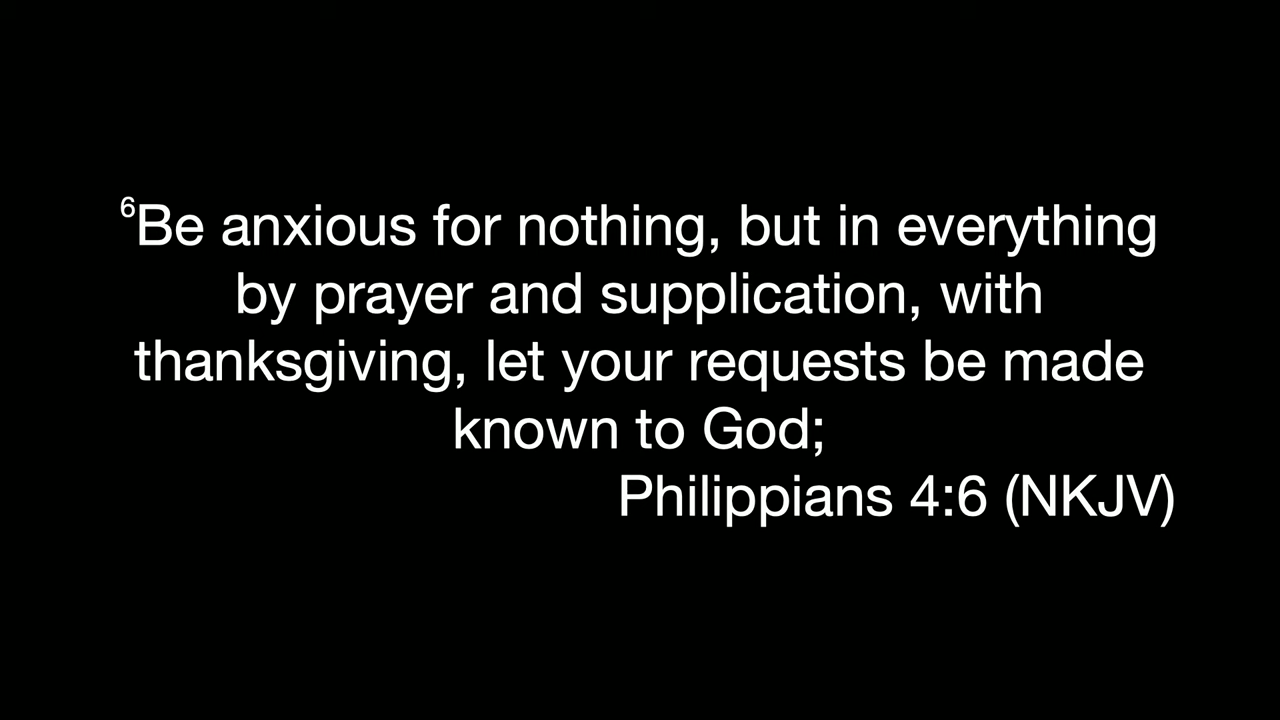 ⁶Be anxious for nothing, but in everything
by prayer and supplication, with
thanksgiving, let your requests be made
known to God;
Philippians 4:6 (NKJV)